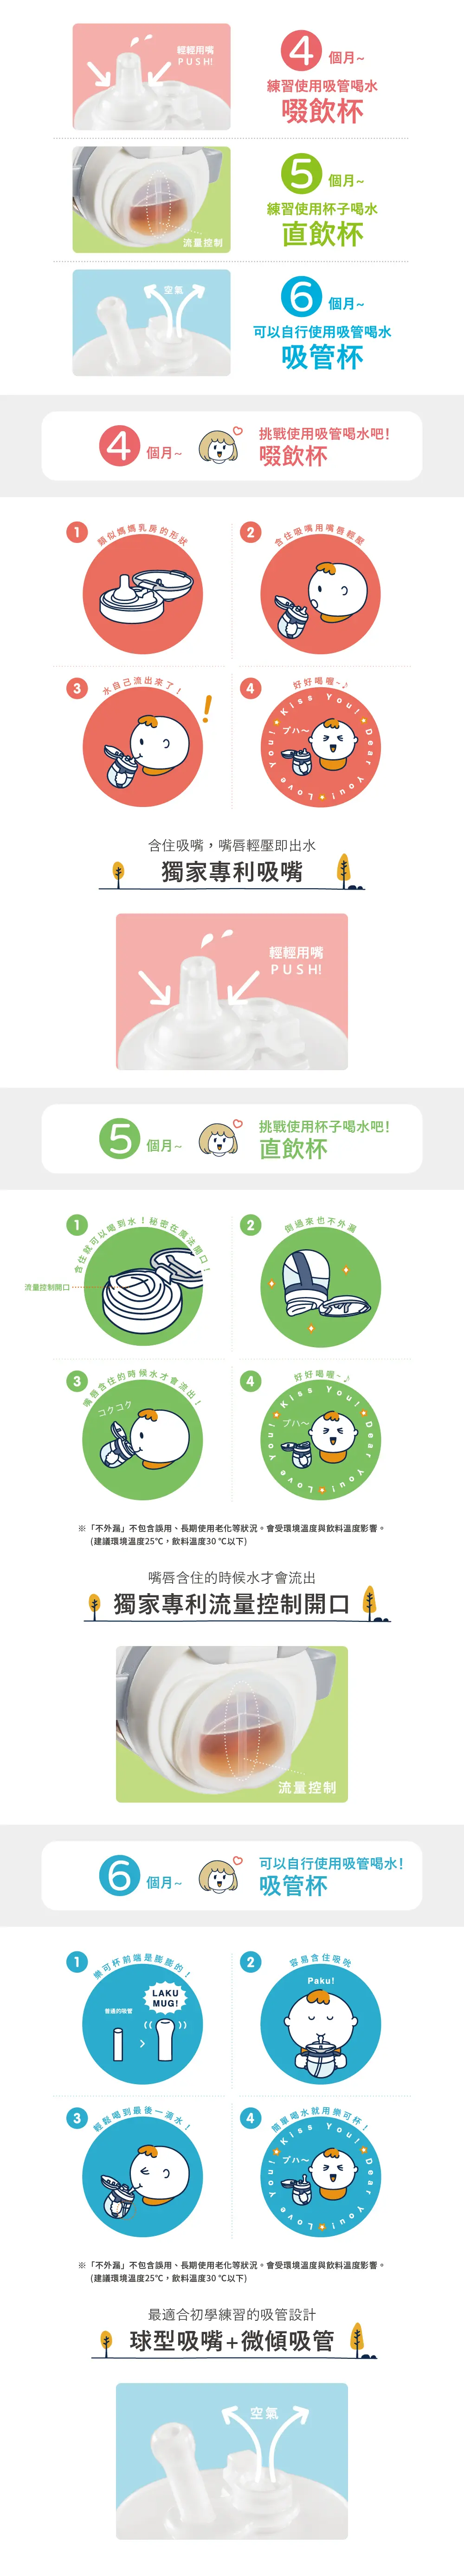 輕輕用嘴
PUSH!
4個月~
練習使用吸管喝水
啜飲杯
流量控制
5個月~
練習使用杯子喝水
直飲杯
空氣
6個月~
可以自行使用吸管喝水
吸管杯
4個月~
挑戰使用吸管喝水吧!
啜飲杯
1
類似媽媽乳房的形狀
2
含住吸嘴用嘴唇輕壓
3
水自己流出來了!
!
4
好好喝喔~♪
プハ〜
Kiss You! Dear You! Love You!
含住吸嘴,嘴唇輕壓即出水
獨家專利吸嘴
輕輕用嘴
PUSH!
5個月~
挑戰使用杯子喝水吧!
直飲杯
1
含住就可以喝到水!秘密在魔法開口!
流量控制開口
2
倒過來也不外漏
3
嘴唇含住的時候水才會流出!
コクコク
4
好好喝喔~♪
プハ〜
Kiss You! Dear You! Love You!
※「不外漏」不包含誤用、長期使用老化等狀況。會受環境溫度與飲料溫度影響。
(建議環境溫度25℃,飲料溫度30 ℃以下)
嘴唇含住的時候水才會流出
獨家專利流量控制開口
流量控制
6個月~
可以自行使用吸管喝水!
吸管杯
1
樂可杯前端是膨膨的!
普通的吸管
LAKU
MUG!
2
容易含住吸吮
Paku!
3
輕鬆喝到最後一滴水!
4
簡單喝水就用樂可杯!
プハ〜
Kiss You! Dear You! Love You!
※「不外漏」不包含誤用、長期使用老化等狀況。會受環境溫度與飲料溫度影響。
(建議環境溫度25℃,飲料溫度30 ℃以下)
最適合初學練習的吸管設計
球型吸嘴+微傾吸管
空氣